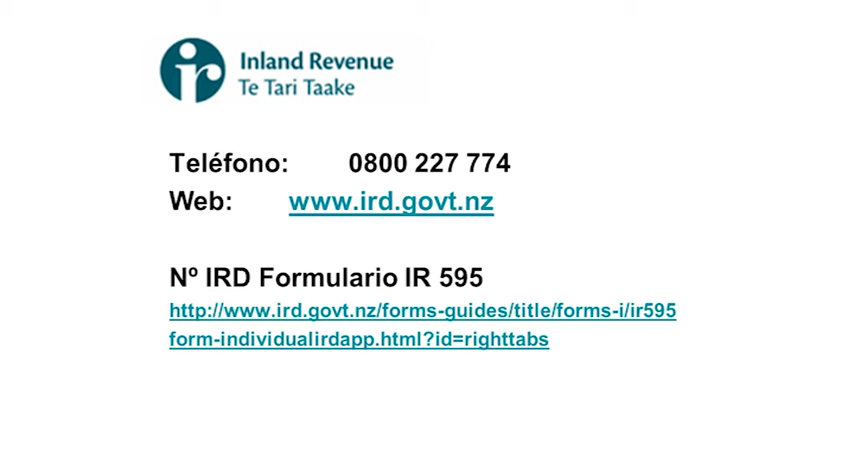 ir Inland Revenue
Te Tari Taake
Teléfono: 0800 227 774
Web: www.ird.govt.nz
Nº IRD Formulario IR 595
http://www.ird.govt.nz/forms-guides/title/forms-i/ir595
form-individualirdapp.html?id=righttabs